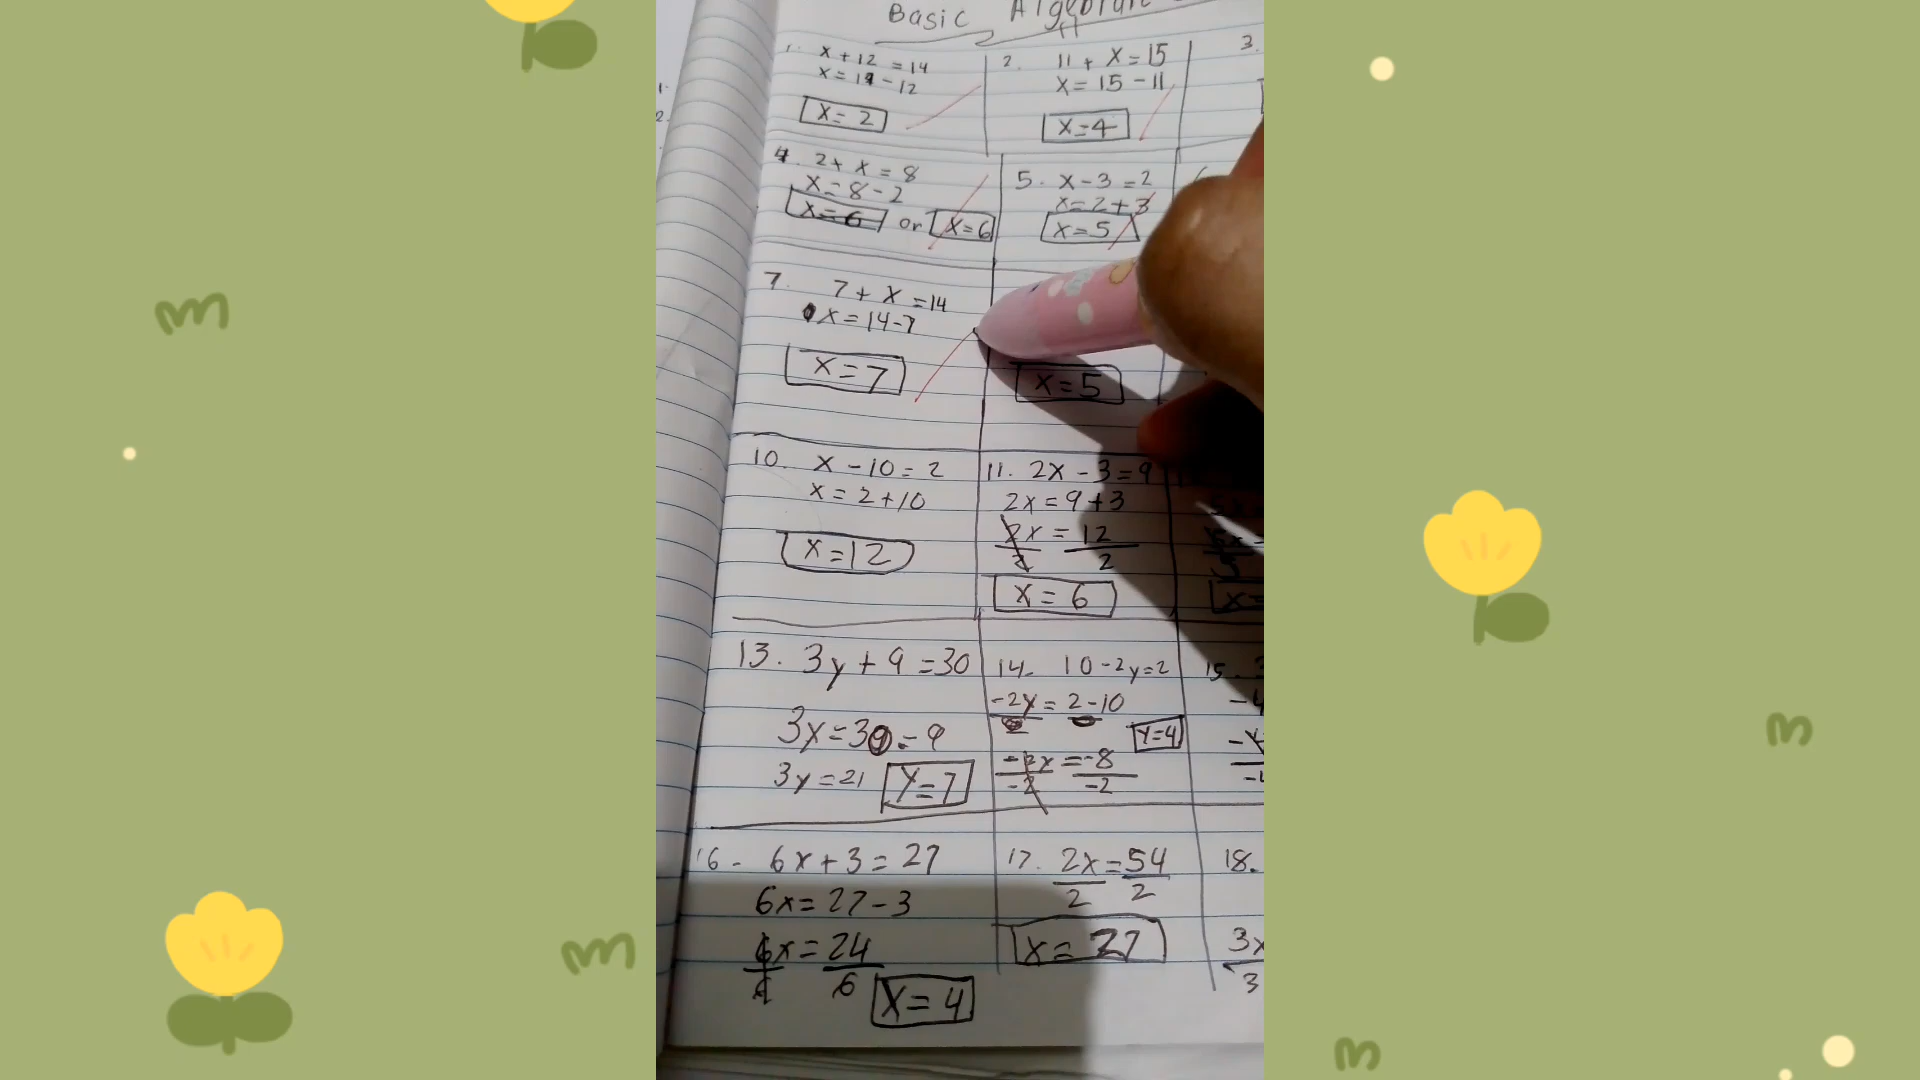 Basic
1. x + 12 = 14
x = 14 - 12
x = 2
2. 11 + x = 15
x = 15 - 11
x = 4
3.
4. 2 + x = 8
x = 8 - 2
x = 6 or x = 6
5. x - 3 = 2
x = 2 + 3
x = 5
7. 7 + x = 14
x = 14 - 7
x = 7
x = 5
10. x - 10 = 2
x = 2 + 10
x = 12
11. 2x - 3 = 9
2x = 9 + 3
2x = 12
2 2
x = 6
13. 3y + 9 = 30
3x = 30 - 9
3y = 21 y = 7
14. 10 - 2y = 2
-2y = 2 - 10
y = 4
-2y = -8
-2 -2
15.
16. 6x + 3 = 27
6x = 27 - 3
6x = 24
6 6
x = 4
17. 2x = 54
2 2
x = 27
18.
3x
3